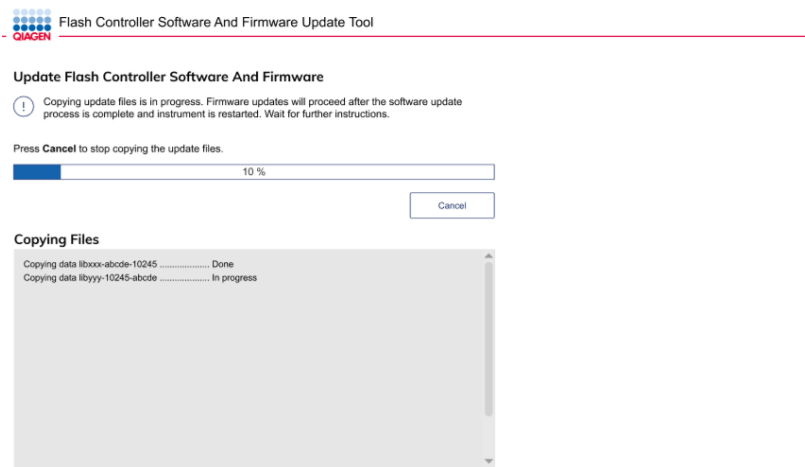 QIAGEN
Flash Controller Software And Firmware Update Tool
Update Flash Controller Software And Firmware
! Copying update files is in progress. Firmware updates will proceed after the software update
process is complete and instrument is restarted. Wait for further instructions.
Press Cancel to stop copying the update files.
10 %
Cancel
Copying Files
Copying data libxxx-abcde-10245 .................... Done
Copying data libyyy-10245-abcde .................... In progress